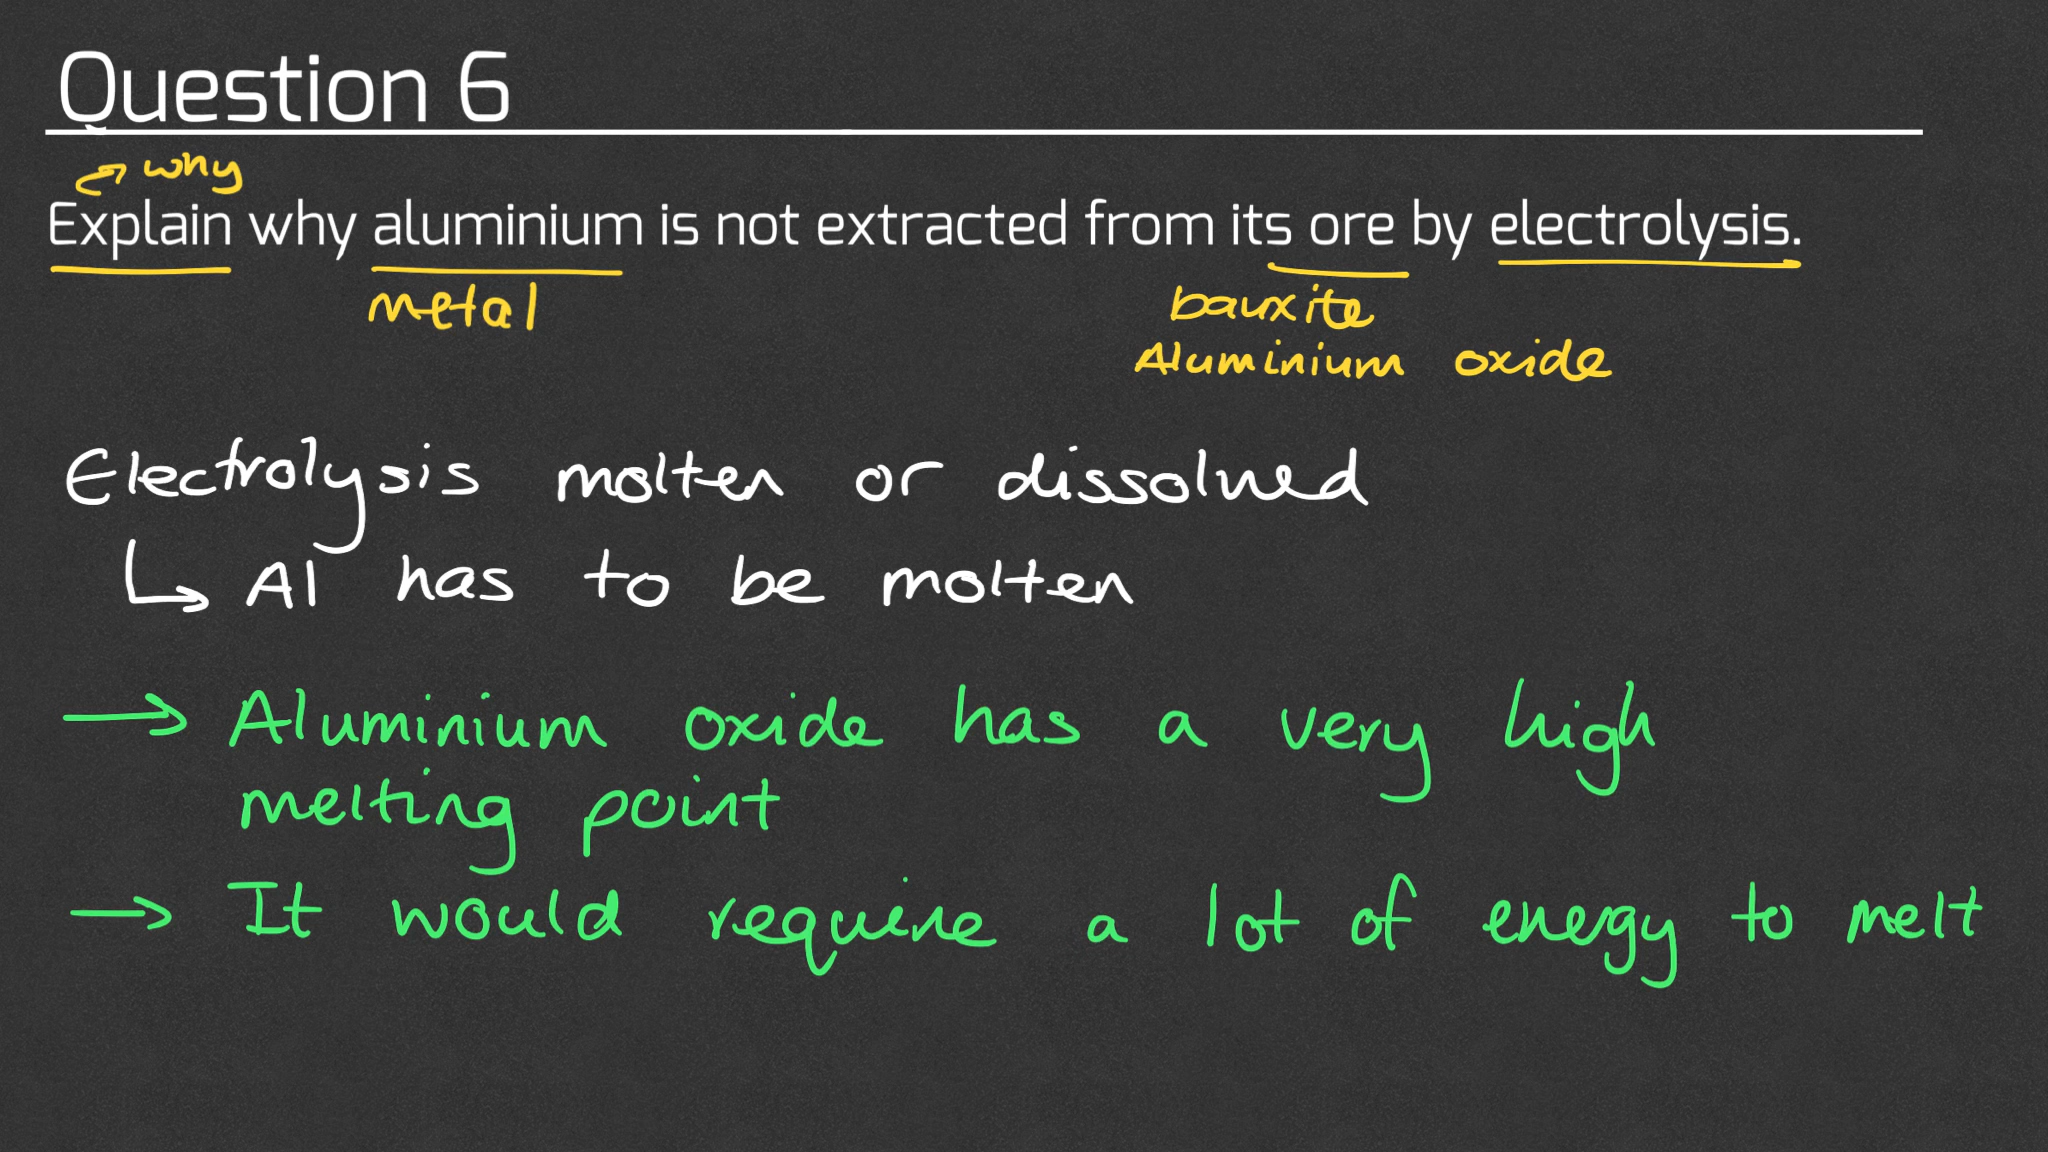 Question 6
→ why
Explain why aluminium is not extracted from its ore by electrolysis.
metal
bauxite
Aluminium oxide
Electrolysis molten or dissolved
↳ Al has to be molten
→ Aluminium oxide has a very high
melting point
→ It would require a lot of energy to melt